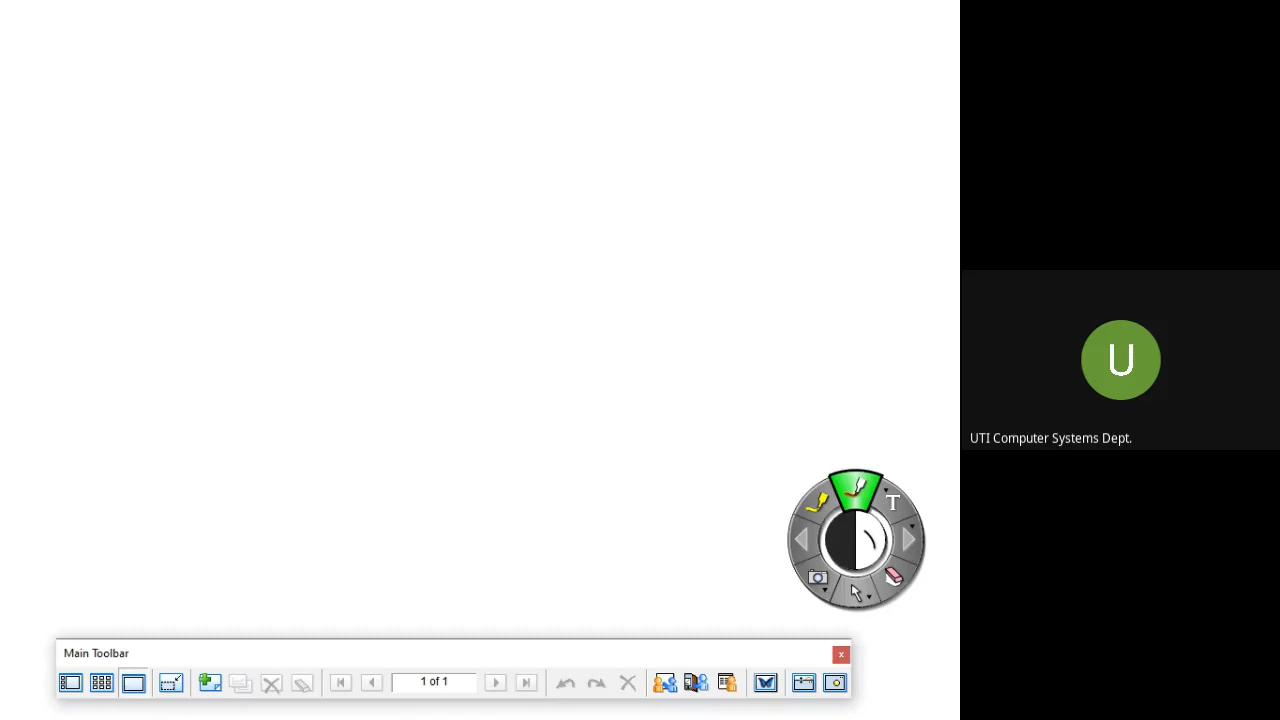 U
UTI Computer Systems Dept.
T
Main Toolbar
x
1 of 1